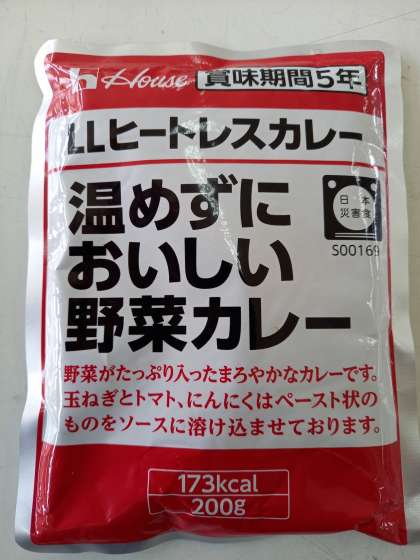 House 賞味期間5年
LLヒートレスカレー
温めずに
おいしい
野菜カレー
日本
災害食
S00169
野菜がたっぷり入ったまろやかなカレーです。
玉ねぎとトマト、にんにくはペースト状の
ものをソースに溶け込ませております。
173kcal
200g